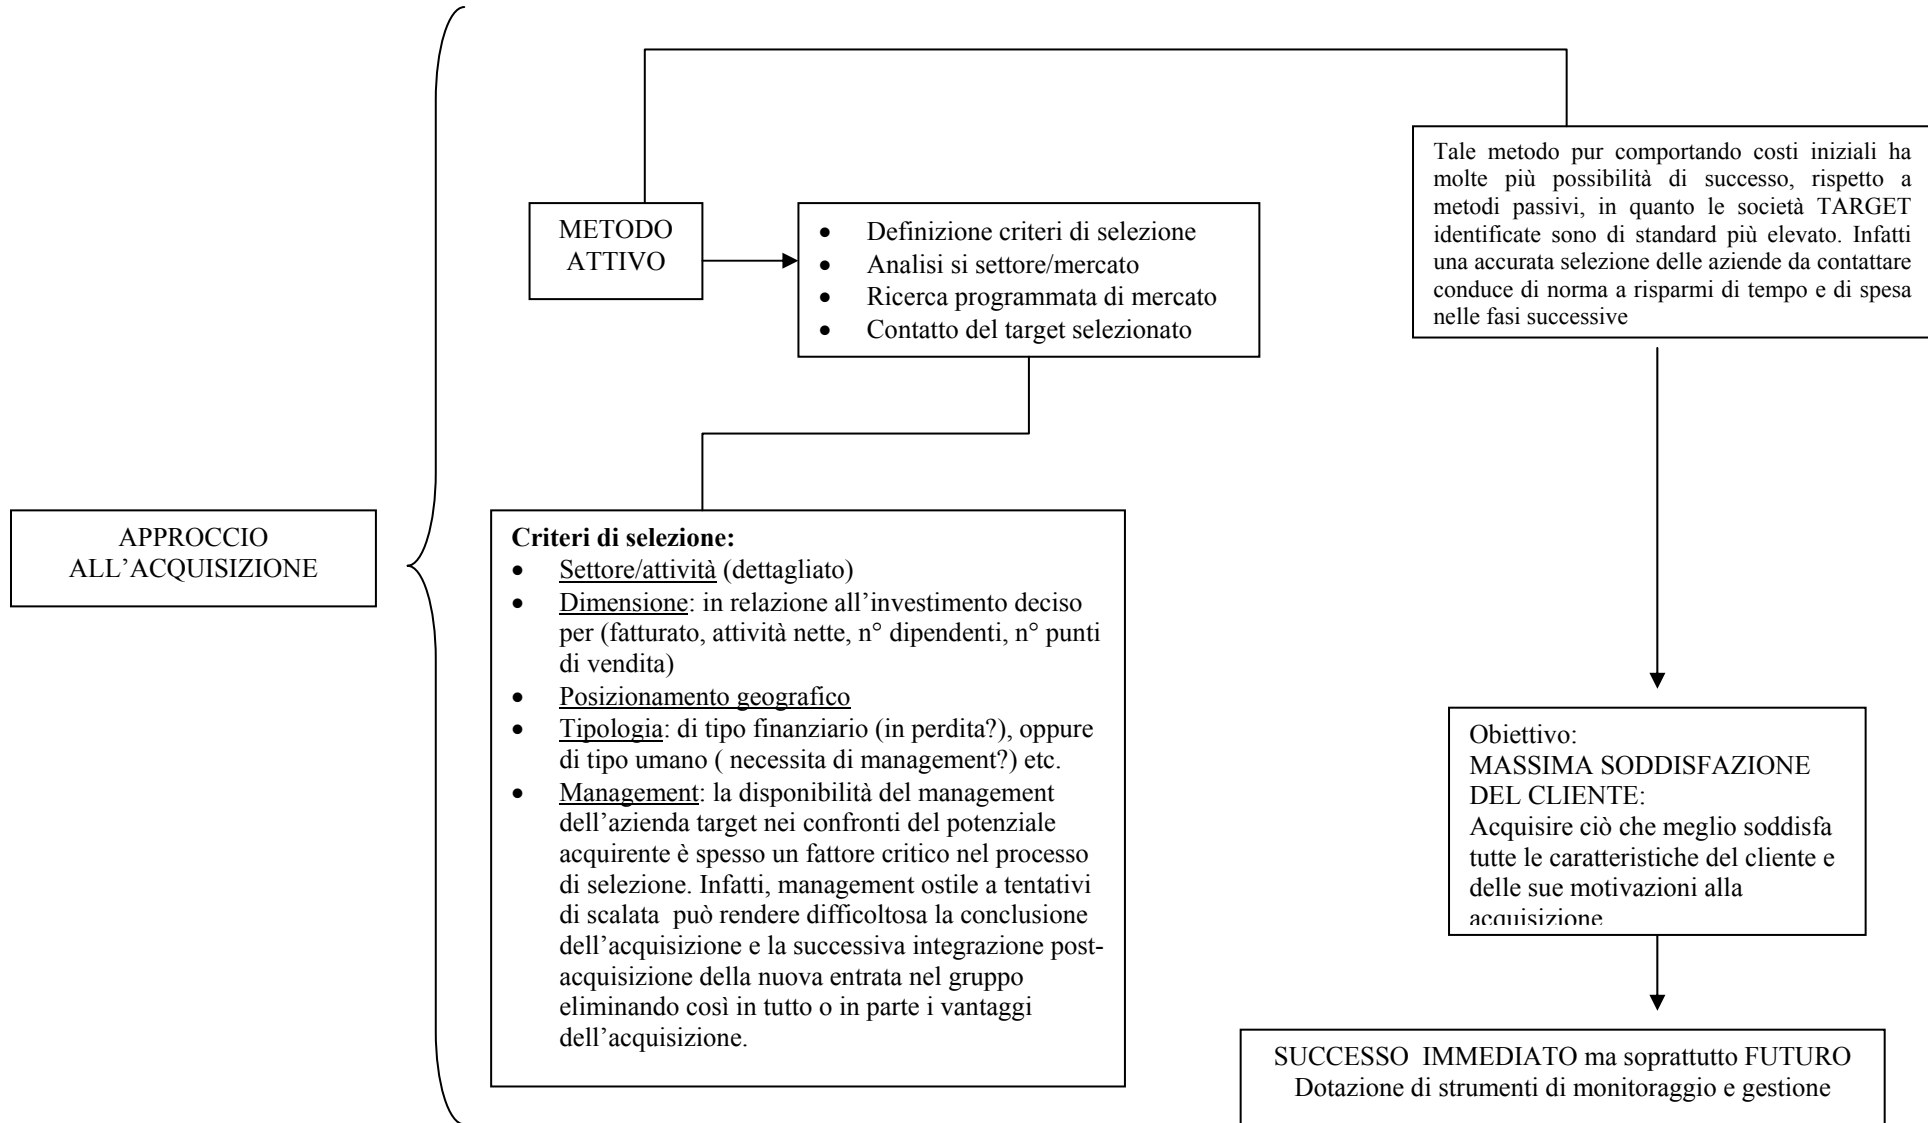 APPROCCIO
ALL’ACQUISIZIONE
METODO
ATTIVO
• Definizione criteri di selezione
• Analisi si settore/mercato
• Ricerca programmata di mercato
• Contatto del target selezionato
Tale metodo pur comportando costi iniziali ha
molte più possibilità di successo, rispetto a
metodi passivi, in quanto le società TARGET
identificate sono di standard più elevato. Infatti
una accurata selezione delle aziende da contattare
conduce di norma a risparmi di tempo e di spesa
nelle fasi successive
Criteri di selezione:
• Settore/attività (dettagliato)
• Dimensione: in relazione all’investimento deciso
per (fatturato, attività nette, n° dipendenti, n° punti
di vendita)
• Posizionamento geografico
• Tipologia: di tipo finanziario (in perdita?), oppure
di tipo umano ( necessita di management?) etc.
• Management: la disponibilità del management
dell’azienda target nei confronti del potenziale
acquirente è spesso un fattore critico nel processo
di selezione. Infatti, management ostile a tentativi
di scalata può rendere difficoltosa la conclusione
dell’acquisizione e la successiva integrazione post-
acquisizione della nuova entrata nel gruppo
eliminando così in tutto o in parte i vantaggi
dell’acquisizione.
Obiettivo:
MASSIMA SODDISFAZIONE
DEL CLIENTE:
Acquisire ciò che meglio soddisfa
tutte le caratteristiche del cliente e
delle sue motivazioni alla
acquisizione
SUCCESSO IMMEDIATO ma soprattutto FUTURO
Dotazione di strumenti di monitoraggio e gestione